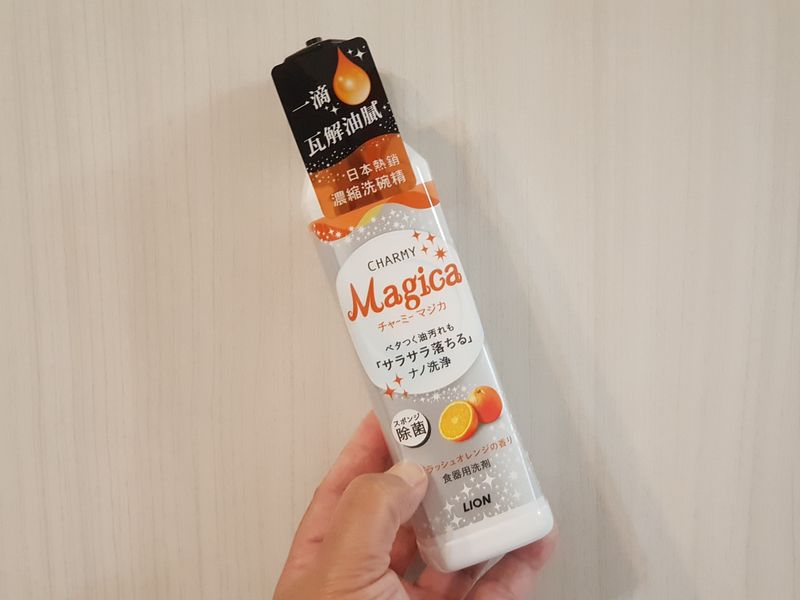 一滴
瓦解油膩
日本熱銷
濃縮洗碗精
CHARMY
Magica
チャーミー マジカ
ベタつく油汚れも
「サラサラ落ちる」
ナノ洗浄
スポンジ
除菌
ラッシュオレンジの香り
食器用洗剤
LION